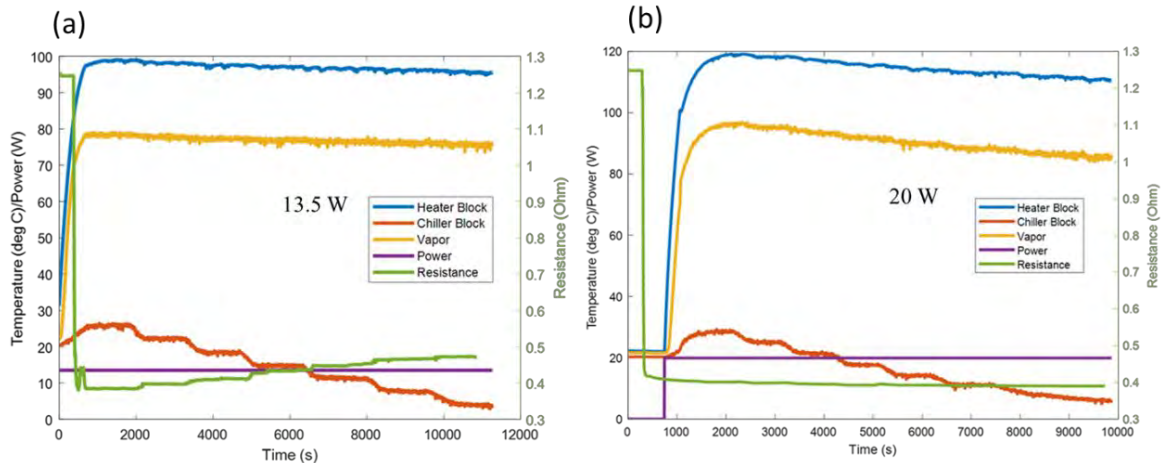 (a)
100
90
80
70
60
50
40
30
20
10
0
Temperature (deg C)/Power (W)
1.3
1.2
1.1
1
0.9
0.8
0.7
0.6
0.5
0.4
0.3
Resistance (Ohm)
13.5 W
Heater Block
Chiller Block
Vapor
Power
Resistance
0 2000 4000 6000 8000 10000 12000
Time (s)
(b)
120
100
80
60
40
20
0
Temperature (deg C)/Power (W)
1.3
1.2
1.1
1
0.9
0.8
0.7
0.6
0.5
0.4
0.3
Resistance (Ohm)
20 W
Heater Block
Chiller Block
Vapor
Power
Resistance
0 1000 2000 3000 4000 5000 6000 7000 8000 9000 10000
Time (s)